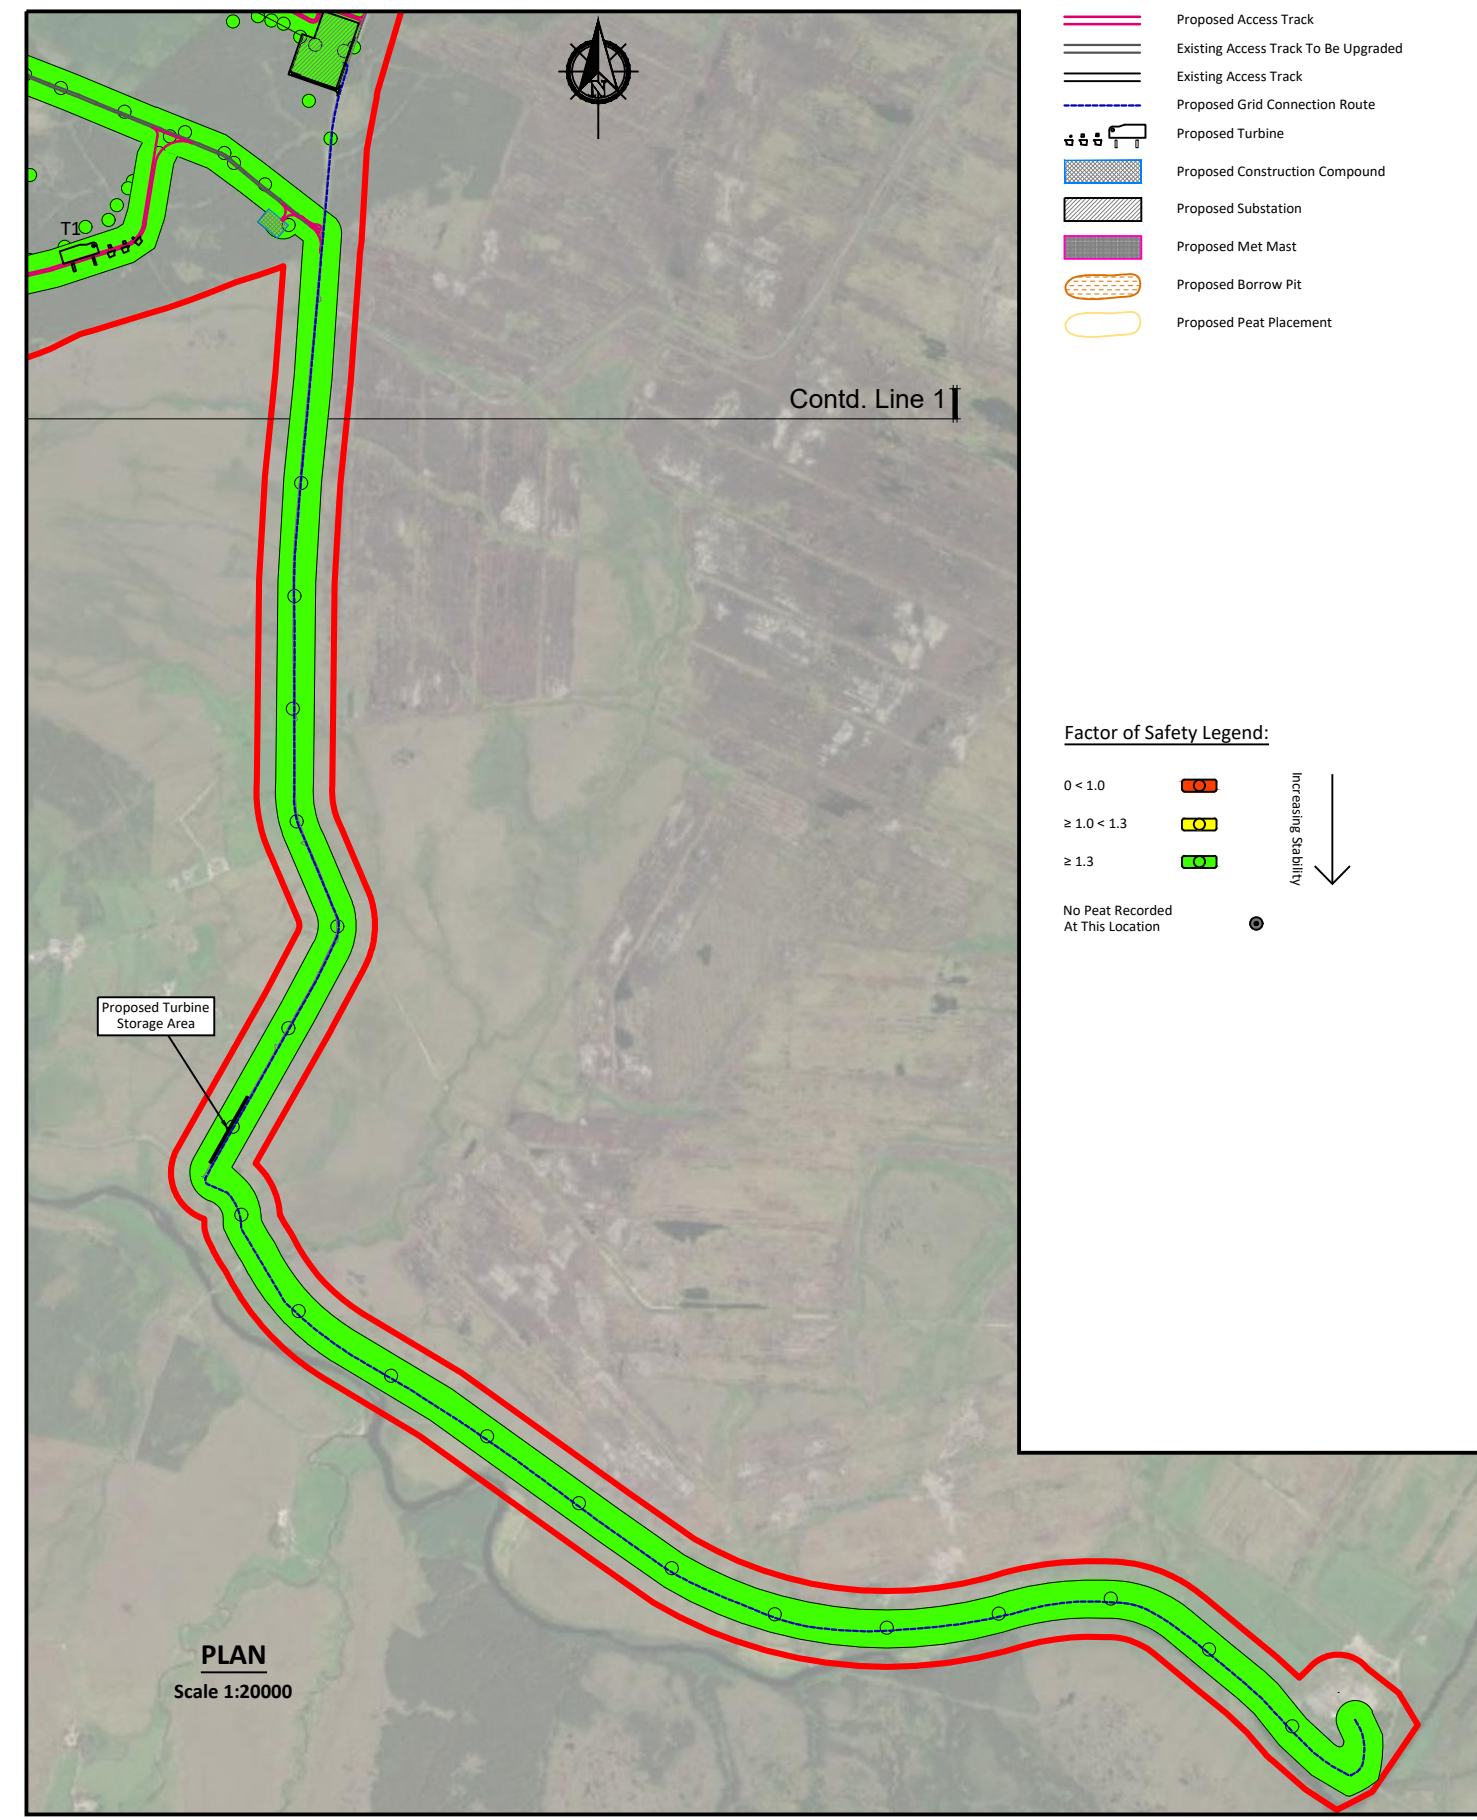 Proposed Access Track
Existing Access Track To Be Upgraded
Existing Access Track
Proposed Grid Connection Route
Proposed Turbine
Proposed Construction Compound
Proposed Substation
Proposed Met Mast
Proposed Borrow Pit
Proposed Peat Placement
N
T1
Contd. Line 1
Factor of Safety Legend:
0 < 1.0
≥ 1.0 < 1.3
≥ 1.3
Increasing Stability
No Peat Recorded
At This Location
Proposed Turbine
Storage Area
PLAN
Scale 1:20000